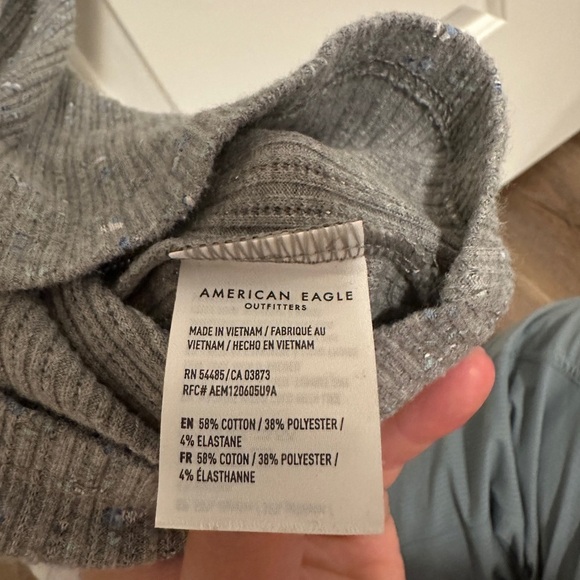 AMERICAN EAGLE
OUTFITTERS
MADE IN VIETNAM / FABRIQUÉ AU
VIETNAM / HECHO EN VIETNAM
RN 54485/CA 03873
RFC# AEM120605U9A
EN 58% COTTON / 38% POLYESTER /
4% ELASTANE
FR 58% COTON / 38% POLYESTER /
4% ÉLASTHANNE